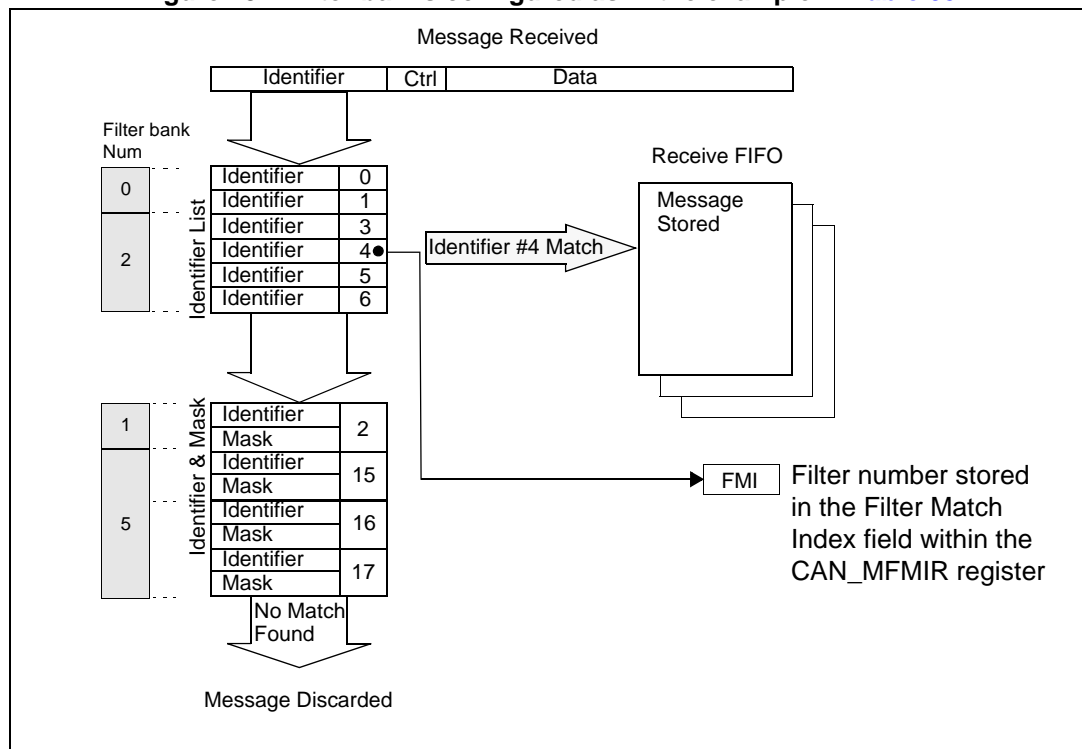 Message Received
Identifier Ctrl Data
Filter bank
Num
0
2
Identifier List
Identifier 0
Identifier 1
Identifier 3
Identifier 4
Identifier 5
Identifier 6
Identifier #4 Match
Receive FIFO
Message
Stored
1
5
Identifier & Mask
Identifier
Mask
2
Identifier
Mask
15
Identifier
Mask
16
Identifier
Mask
17
FMI
Filter number stored
in the Filter Match
Index field within the
CAN_MFMIR register
No Match
Found
Message Discarded